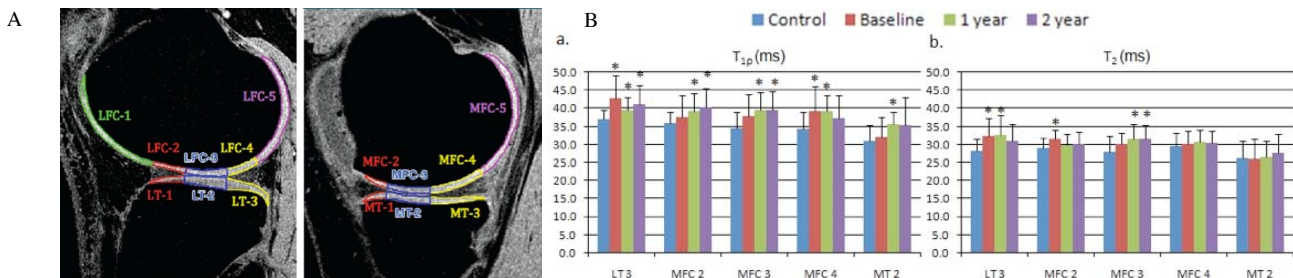 A
LFC-1
LFC-5
LFC-2
LFC-3
LFC-4
LT-1
LT-2
LT-3
MFC-5
MFC-2
MFC-3
MFC-4
MT-1
MT-2
MT-3
B
Control Baseline 1 year 2 year
a.
T1ρ (ms)
50.0
45.0
40.0
35.0
30.0
25.0
20.0
15.0
10.0
5.0
0.0
* * * * * * * * * * *
LT 3 MFC 2 MFC 3 MFC 4 MT 2
b.
T2 (ms)
50.0
45.0
40.0
35.0
30.0
25.0
20.0
15.0
10.0
5.0
0.0
* * * * *
LT 3 MFC 2 MFC 3 MFC 4 MT 2